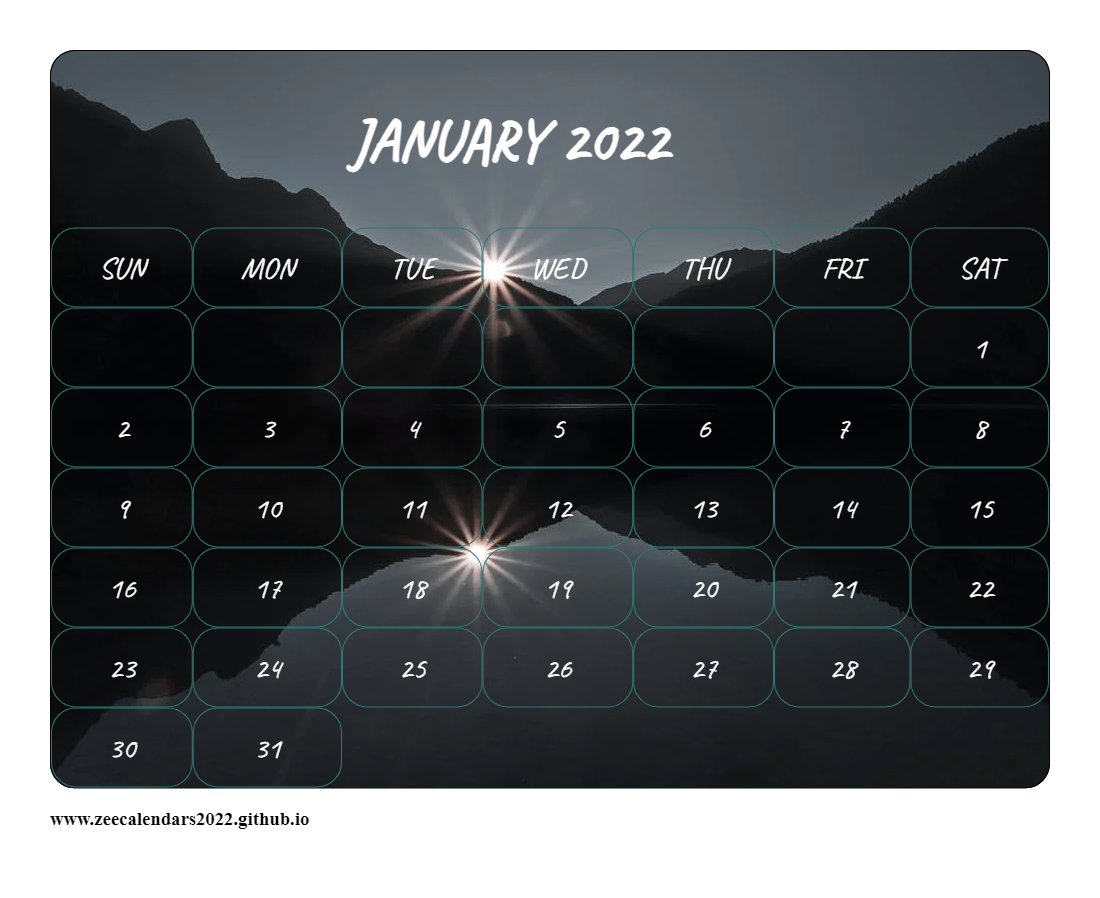 JANUARY 2022
SUN MON TUE WED THU FRI SAT
1
2 3 4 5 6 7 8
9 10 11 12 13 14 15
16 17 18 19 20 21 22
23 24 25 26 27 28 29
30 31
www.zeecalendars2022.github.io